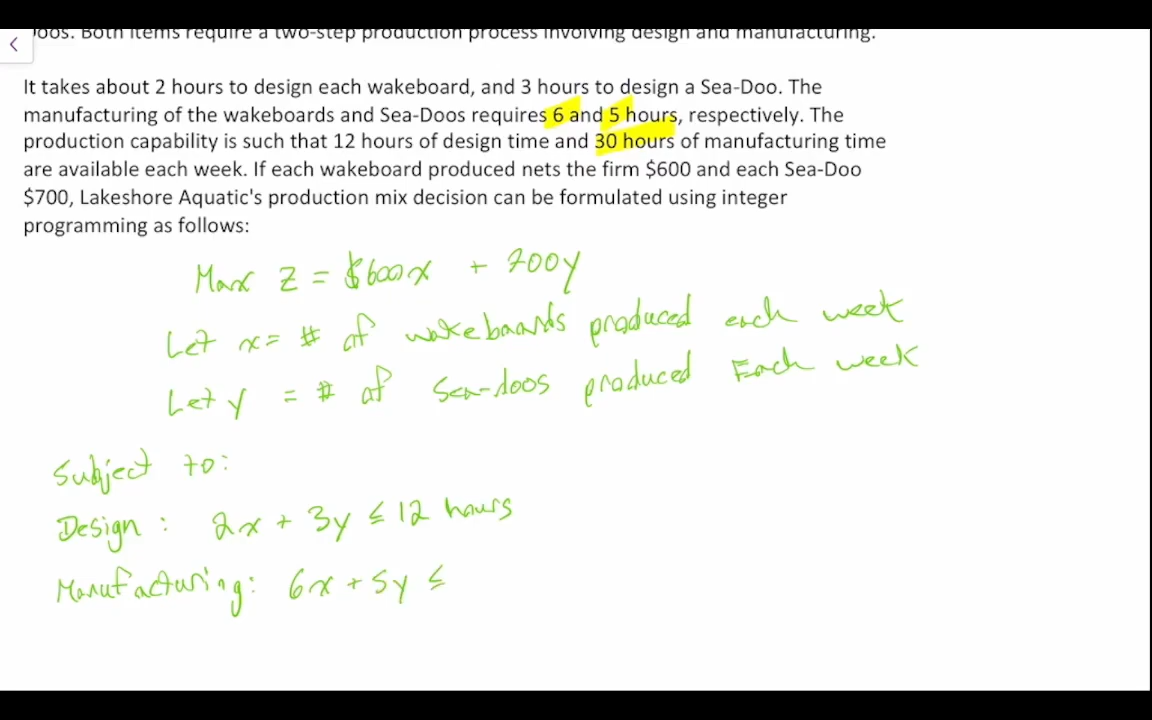 Doos. Both items require a two-step production process involving design and manufacturing.
It takes about 2 hours to design each wakeboard, and 3 hours to design a Sea-Doo. The
manufacturing of the wakeboards and Sea-Doos requires 6 and 5 hours, respectively. The
production capability is such that 12 hours of design time and 30 hours of manufacturing time
are available each week. If each wakeboard produced nets the firm $600 and each Sea-Doo
$700, Lakeshore Aquatic's production mix decision can be formulated using integer
programming as follows:
Max Z = $600x + 700y
Let x = # of wakeboards produced each week
Let y = # of Sea-doos produced Each week
Subject to:
Design : 2x + 3y ≤ 12 hours
Manufacturing: 6x + 5y ≤